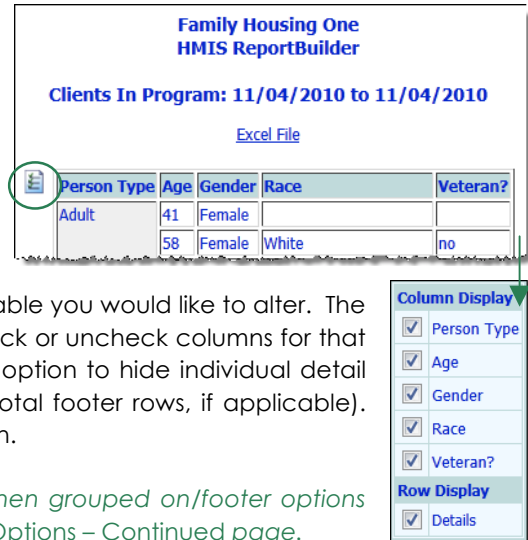 Family Housing One
HMIS ReportBuilder
Clients In Program: 11/04/2010 to 11/04/2010
Excel File
Person Type Age Gender Race Veteran?
Adult 41 Female
58 Female White no
able you would like to alter. The
ck or uncheck columns for that
option to hide individual detail
otal footer rows, if applicable).
hen grouped on/footer options
Options – Continued page.
Column Display
Person Type
Age
Gender
Race
Veteran?
Row Display
Details